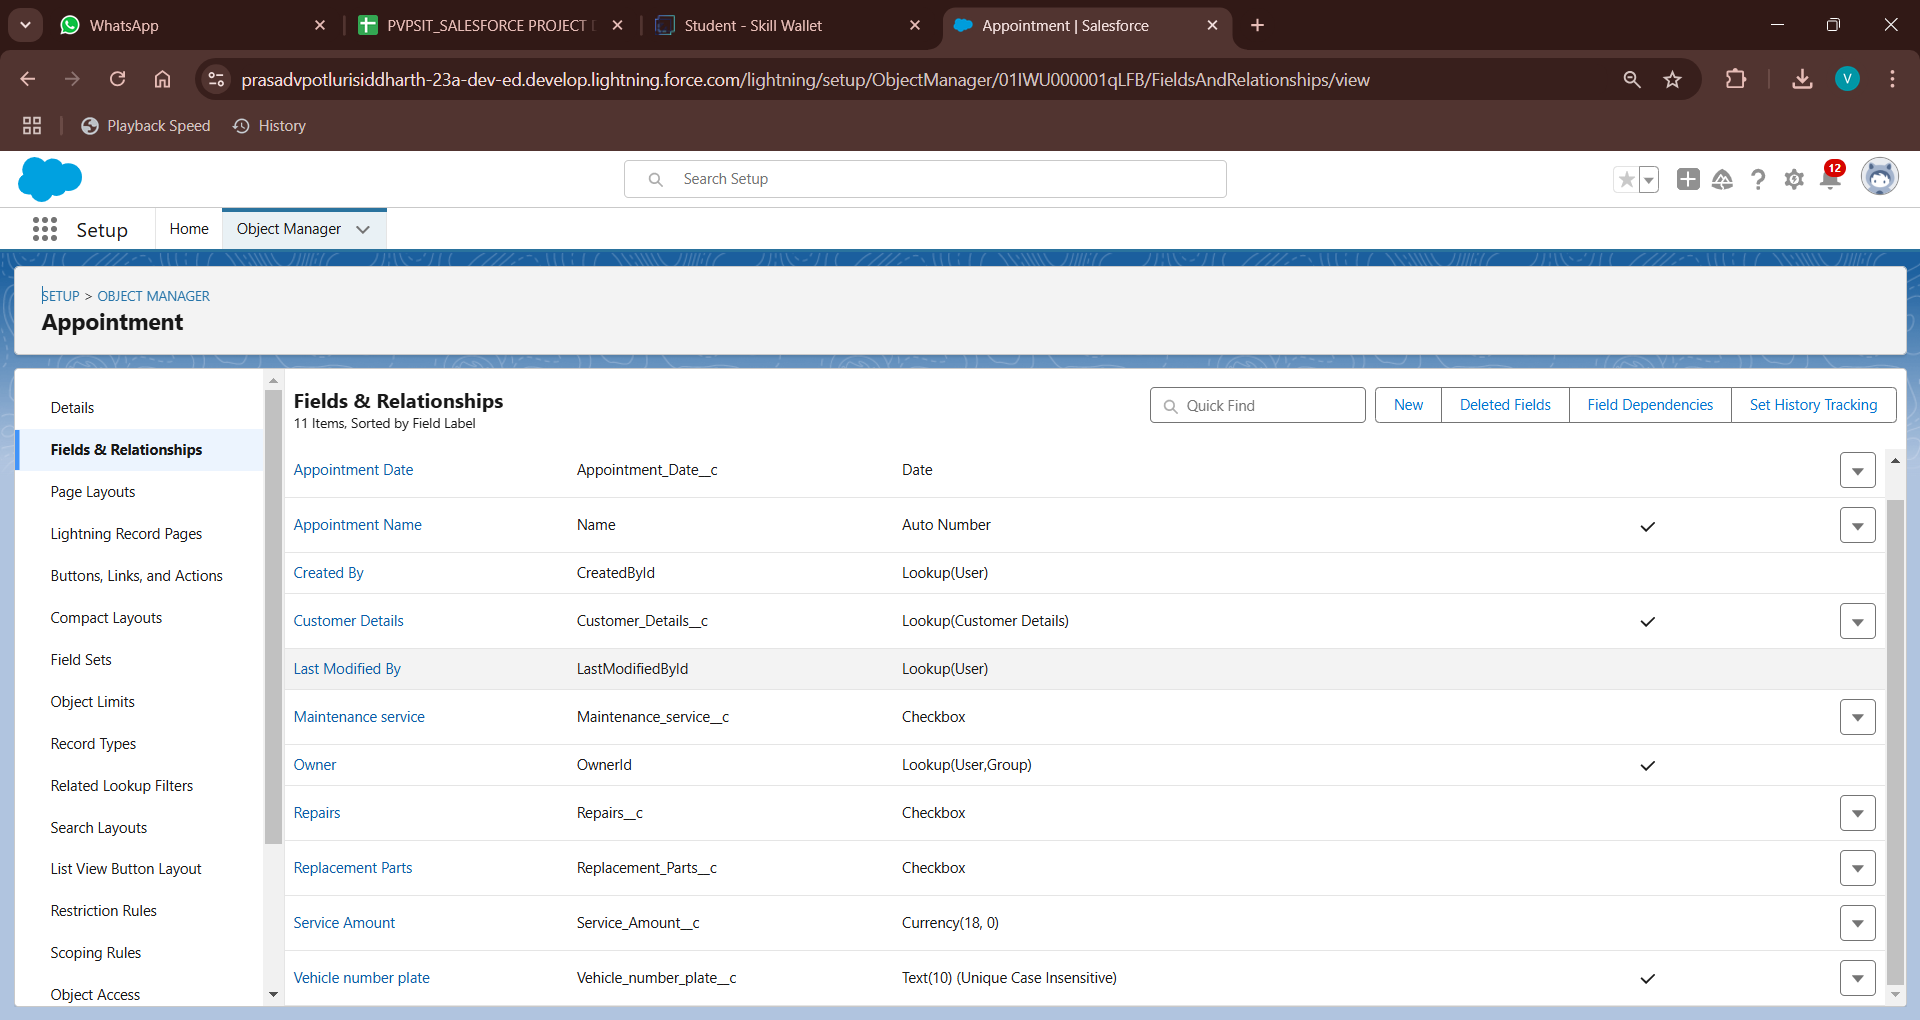 WhatsApp
PVPSIT_SALESFORCE PROJECT
Student - Skill Wallet
Appointment | Salesforce
prasadvpotlurisiddharth-23a-dev-ed.develop.lightning.force.com/lightning/setup/ObjectManager/01IWU000001qLFB/FieldsAndRelationships/view
V
Playback Speed
History
Search Setup
12
Setup
Home
Object Manager
SETUP > OBJECT MANAGER
Appointment
Details
Fields & Relationships
Page Layouts
Lightning Record Pages
Buttons, Links, and Actions
Compact Layouts
Field Sets
Object Limits
Record Types
Related Lookup Filters
Search Layouts
List View Button Layout
Restriction Rules
Scoping Rules
Object Access
Fields & Relationships
11 Items, Sorted by Field Label
Quick Find
New
Deleted Fields
Field Dependencies
Set History Tracking
Appointment Date Appointment_Date__c Date
Appointment Name Name Auto Number
Created By CreatedById Lookup(User)
Customer Details Customer_Details__c Lookup(Customer Details)
Last Modified By LastModifiedById Lookup(User)
Maintenance service Maintenance_service__c Checkbox
Owner OwnerId Lookup(User,Group)
Repairs Repairs__c Checkbox
Replacement Parts Replacement_Parts__c Checkbox
Service Amount Service_Amount__c Currency(18, 0)
Vehicle number plate Vehicle_number_plate__c Text(10) (Unique Case Insensitive)